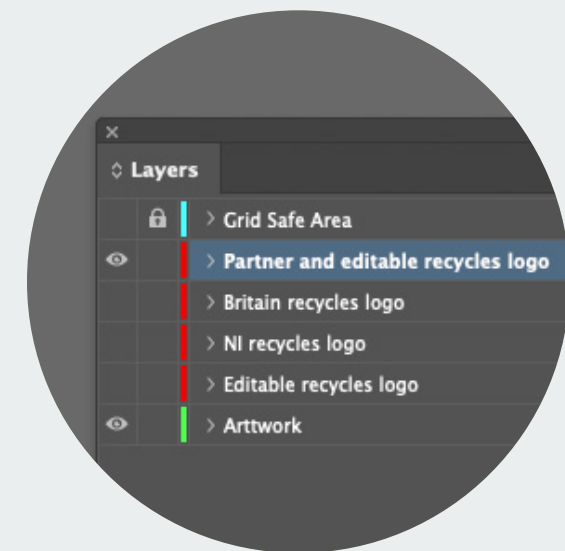 Layers
Grid Safe Area
Partner and editable recycles logo
Britain recycles logo
NI recycles logo
Editable recycles logo
Arttwork